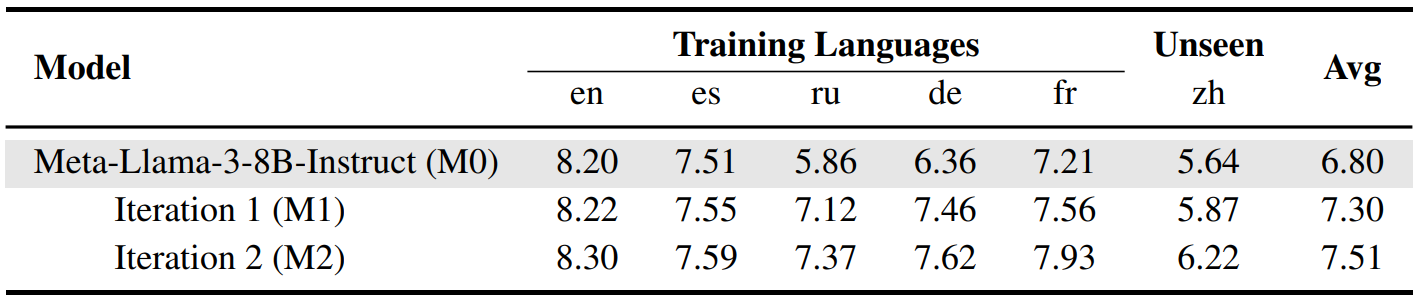 Model Training Languages Unseen Avg
en es ru de fr zh
Meta-Llama-3-8B-Instruct (M0) 8.20 7.51 5.86 6.36 7.21 5.64 6.80
Iteration 1 (M1) 8.22 7.55 7.12 7.46 7.56 5.87 7.30
Iteration 2 (M2) 8.30 7.59 7.37 7.62 7.93 6.22 7.51